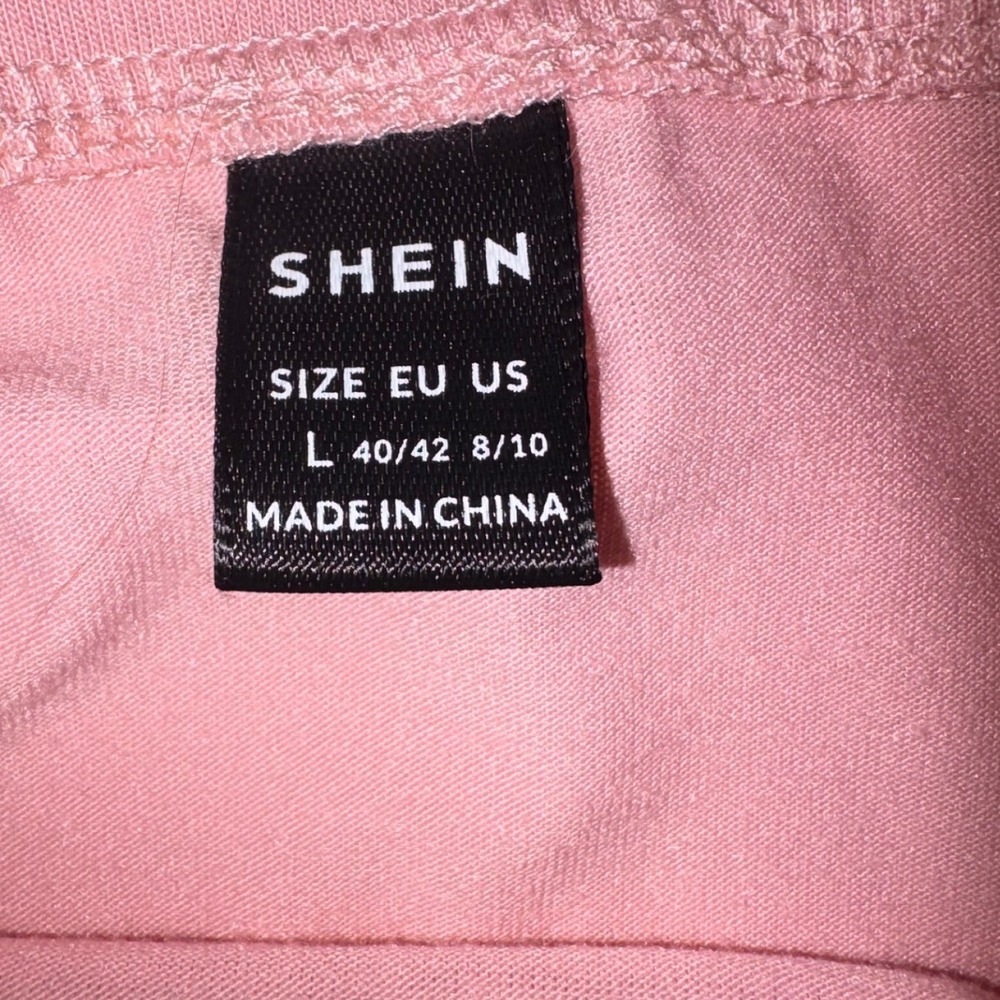 SHEIN
SIZE EU US
L 40/42 8/10
MADE IN CHINA